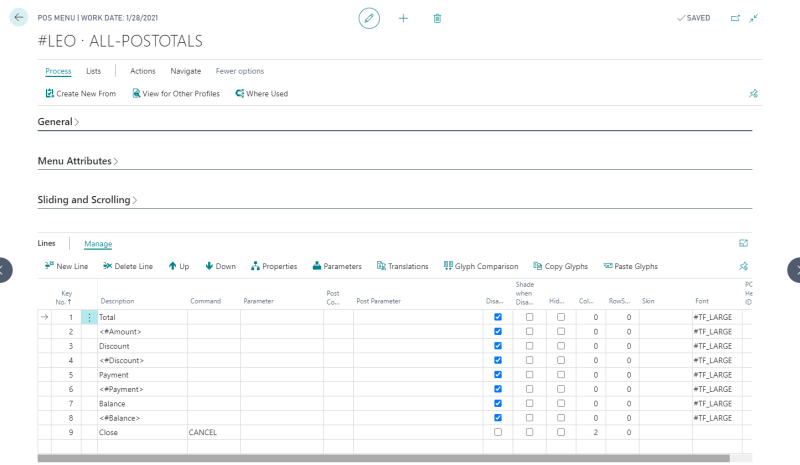 POS MENU | WORK DATE: 1/28/2021
SAVED
#LEO · ALL-POSTOTALS
Process Lists Actions Navigate Fewer options
Create New From View for Other Profiles Where Used
General
Menu Attributes
Sliding and Scrolling
Lines Manage
New Line Delete Line Up Down Properties Parameters Translations Glyph Comparison Copy Glyphs Paste Glyphs
Key No. ↑ Description Command Parameter Post Co... Post Parameter Disa... Shade when Disa... Hid... Col... RowS... Skin Font PC He ID
1 Total 0 0 #TF_LARGE
2 <#Amount> 0 0 #TF_LARGE
3 Discount 0 0 #TF_LARGE
4 <#Discount> 0 0 #TF_LARGE
5 Payment 0 0 #TF_LARGE
6 <#Payment> 0 0 #TF_LARGE
7 Balance 0 0 #TF_LARGE
8 <#Balance> 0 0 #TF_LARGE
9 Close CANCEL 2 0